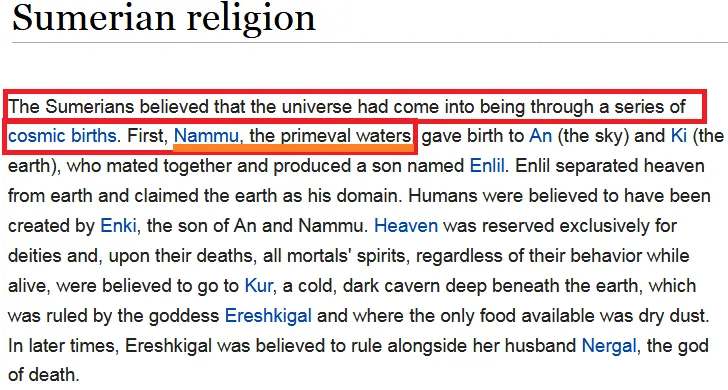 Sumerian religion
The Sumerians believed that the universe had come into being through a series of
cosmic births. First, Nammu, the primeval waters, gave birth to An (the sky) and Ki (the
earth), who mated together and produced a son named Enlil. Enlil separated heaven
from earth and claimed the earth as his domain. Humans were believed to have been
created by Enki, the son of An and Nammu. Heaven was reserved exclusively for
deities and, upon their deaths, all mortals' spirits, regardless of their behavior while
alive, were believed to go to Kur, a cold, dark cavern deep beneath the earth, which
was ruled by the goddess Ereshkigal and where the only food available was dry dust.
In later times, Ereshkigal was believed to rule alongside her husband Nergal, the god
of death.